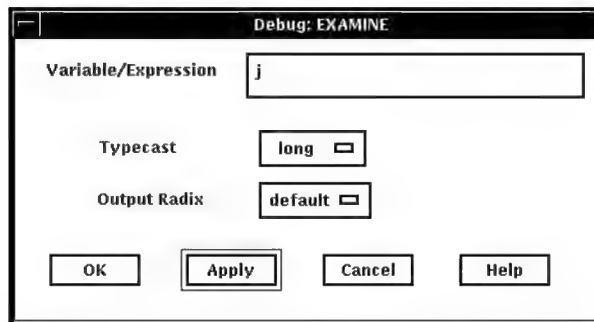 Debug: EXAMINE
Variable/Expression j
Typecast long
Output Radix default
OK Apply Cancel Help